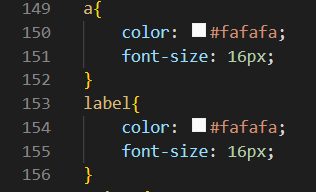 149 a{
150 color: #fafafa;
151 font-size: 16px;
152 }
153 label{
154 color: #fafafa;
155 font-size: 16px;
156 }